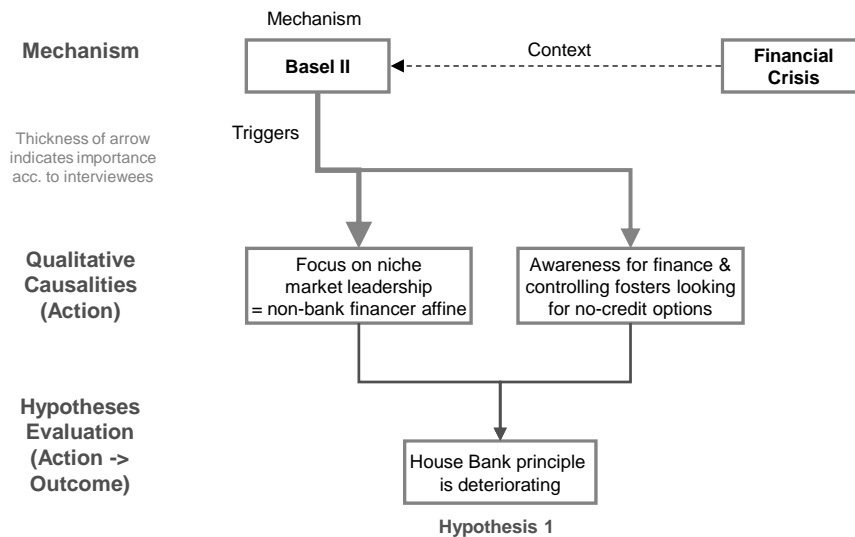 Mechanism
Mechanism
Basel II
Context
Financial
Crisis
Thickness of arrow
indicates importance
acc. to interviewees
Triggers
Qualitative
Causalities
(Action)
Focus on niche
market leadership
= non-bank financer affine
Awareness for finance &
controlling fosters looking
for no-credit options
Hypotheses
Evaluation
(Action ->
Outcome)
House Bank principle
is deteriorating
Hypothesis 1